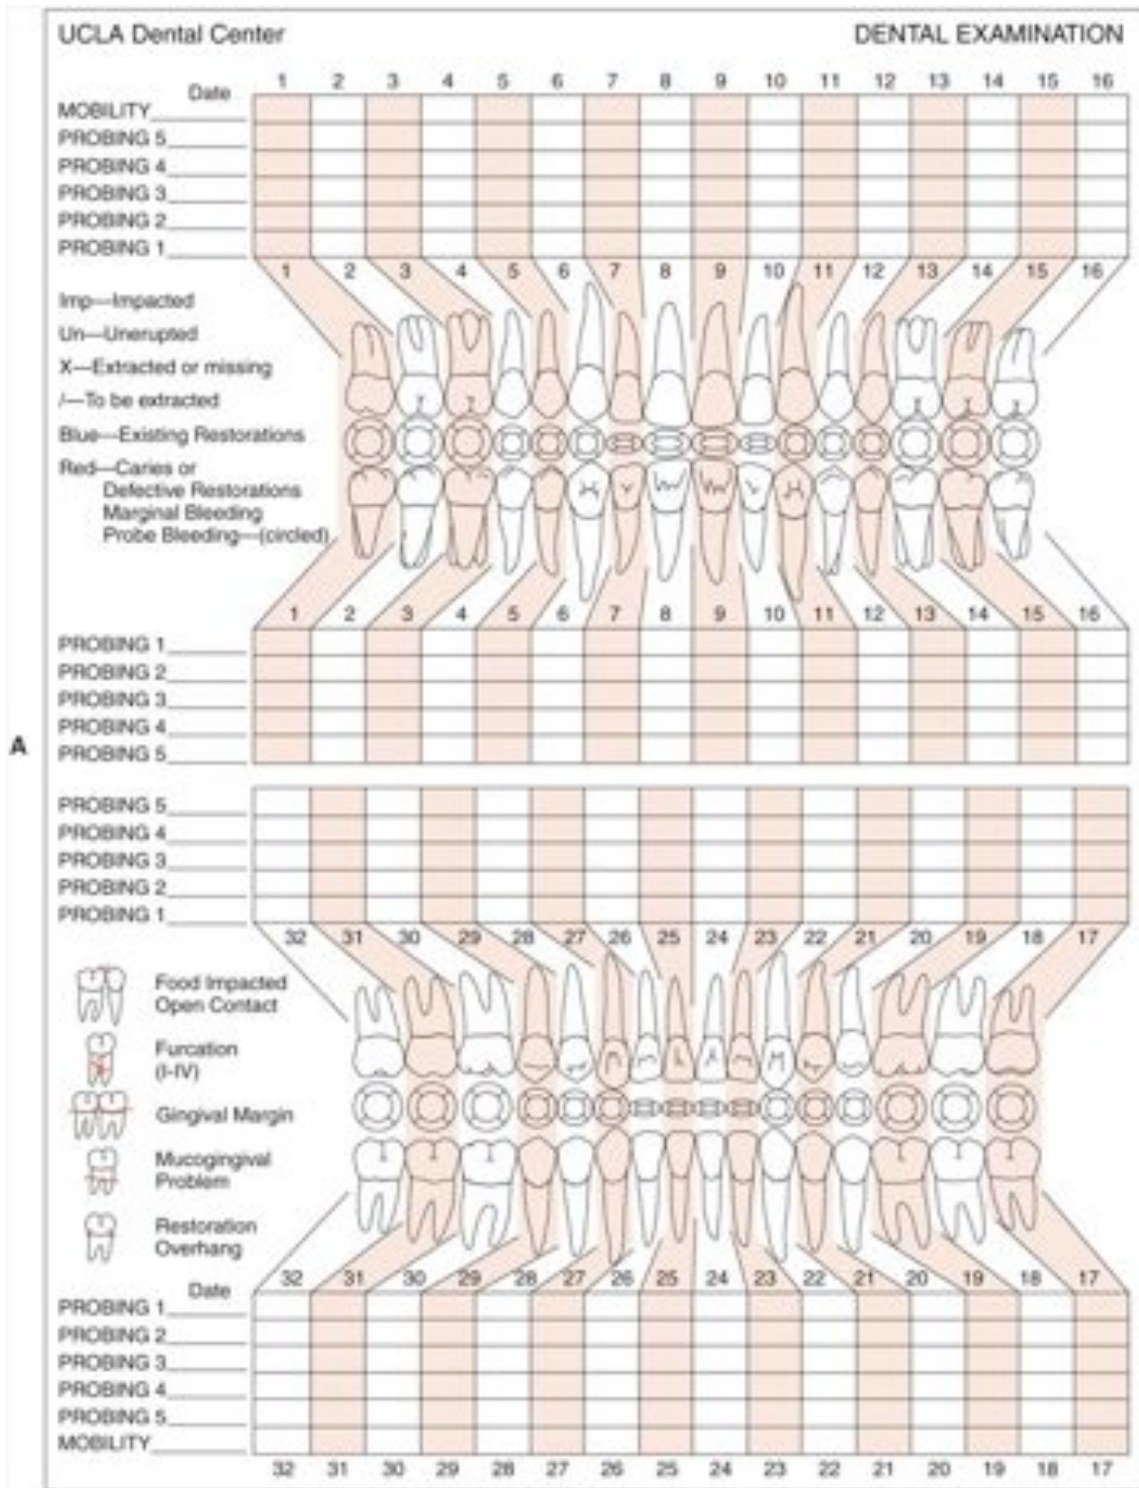 UCLA Dental Center DENTAL EXAMINATION
Date 1 2 3 4 5 6 7 8 9 10 11 12 13 14 15 16
MOBILITY
PROBING 5
PROBING 4
PROBING 3
PROBING 2
PROBING 1
1 2 3 4 5 6 7 8 9 10 11 12 13 14 15 16
Imp—Impacted
Un—Unerupted
X—Extracted or missing
/—To be extracted
Blue—Existing Restorations
Red—Caries or
Defective Restorations
Marginal Bleeding
Probe Bleeding—(circled)
1 2 3 4 5 6 7 8 9 10 11 12 13 14 15 16
PROBING 1
PROBING 2
PROBING 3
PROBING 4
A
PROBING 5
PROBING 5
PROBING 4
PROBING 3
PROBING 2
PROBING 1
32 31 30 29 28 27 26 25 24 23 22 21 20 19 18 17
Food Impacted
Open Contact
Furcation
(I-IV)
Gingival Margin
Mucogingival
Problem
Restoration
Overhang
32 31 30 29 28 27 26 25 24 23 22 21 20 19 18 17
Date
PROBING 1
PROBING 2
PROBING 3
PROBING 4
PROBING 5
MOBILITY
32 31 30 29 28 27 26 25 24 23 22 21 20 19 18 17